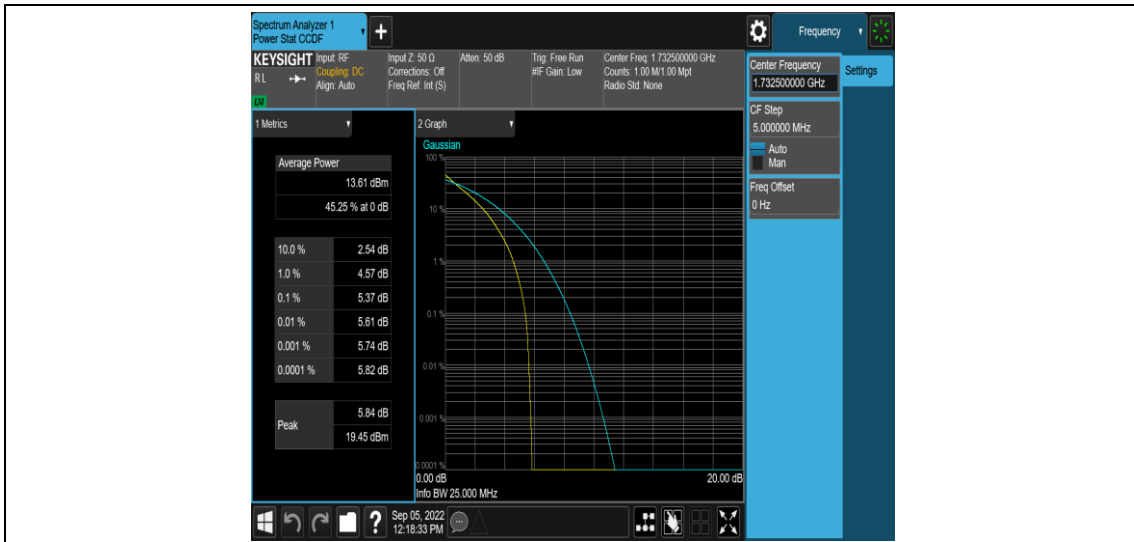 Spectrum Analyzer 1
Power Stat CCDF
+
Frequency
KEYSIGHT
RL
LXI
Input: RF
Coupling: DC
Align: Auto
Input Z: 50 Ω
Corrections: Off
Freq Ref: Int (S)
Atten: 50 dB
Trig: Free Run
#IF Gain: Low
Center Freq: 1.732500000 GHz
Counts: 1.00 M/1.00 Mpt
Radio Std: None
Center Frequency
1.732500000 GHz
Settings
CF Step
5.000000 MHz
Auto
Man
Freq Offset
0 Hz
1 Metrics
Average Power
13.61 dBm
45.25 % at 0 dB
10.0 % 2.54 dB
1.0 % 4.57 dB
0.1 % 5.37 dB
0.01 % 5.61 dB
0.001 % 5.74 dB
0.0001 % 5.82 dB
Peak
5.84 dB
19.45 dBm
2 Graph
Gaussian
100 %
10 %
1 %
0.1 %
0.01 %
0.001 %
0.0001 %
0.00 dB 20.00 dB
Info BW 25.000 MHz
?
Sep 05, 2022
12:18:33 PM